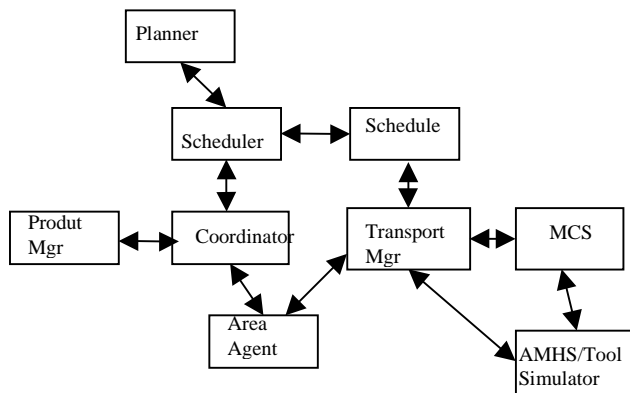 Planner
Scheduler
Schedule
Produt
Mgr
Coordinator
Transport
Mgr
MCS
Area
Agent
AMHS/Tool
Simulator